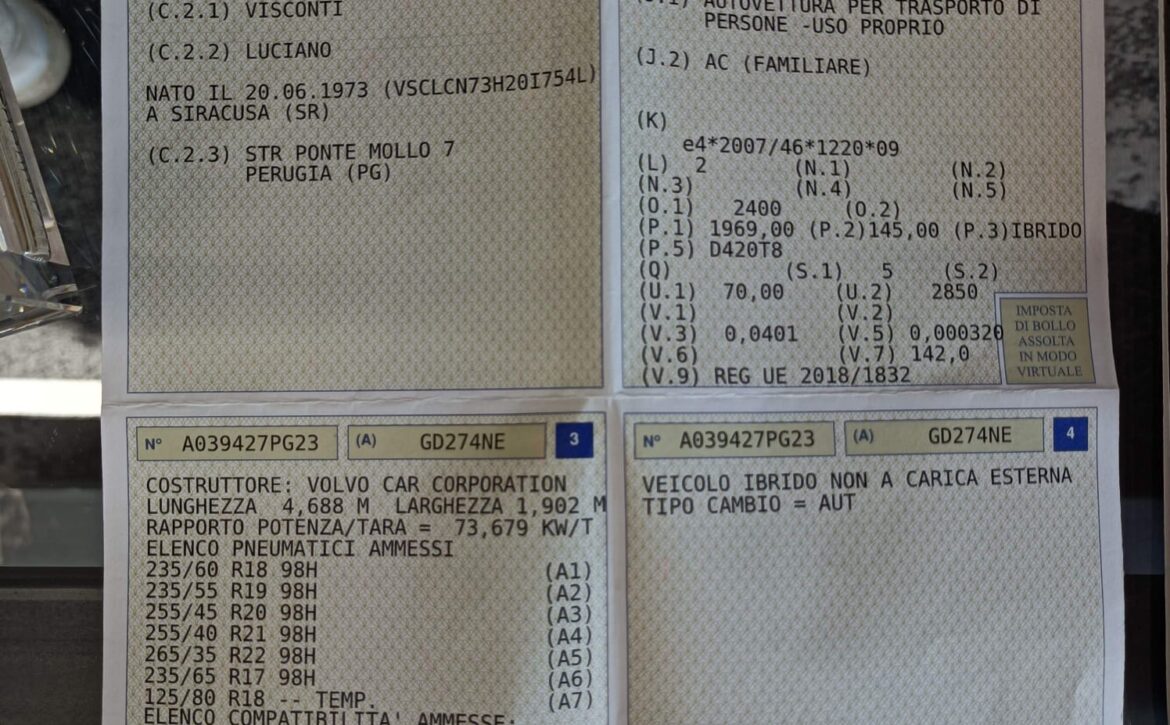 (C.2.1) VISCONTI
(C.2.2) LUCIANO
NATO IL 20.06.1973 (VSCLCN73H20I754L)
A SIRACUSA (SR)
(C.2.3) STR PONTE MOLLO 7
PERUGIA (PG)
AUTOVETTURA PER TRASPORTO DI
PERSONE -USO PROPRIO
(J.2) AC (FAMILIARE)
(K)
e4*2007/46*1220*09
(L) 2 (N.1) (N.2)
(N.3) (N.4) (N.5)
(O.1) 2400 (O.2)
(P.1) 1969,00 (P.2)145,00 (P.3)IBRIDO
(P.5) D420T8
(Q) (S.1) 5 (S.2)
(U.1) 70,00 (U.2) 2850
(V.1) (V.2)
(V.3) 0,0401 (V.5) 0,000320
(V.6) (V.7) 142,0
(V.9) REG UE 2018/1832
IMPOSTA
DI BOLLO
ASSOLTA
IN MODO
VIRTUALE
N° A039427PG23 (A) GD274NE 3
COSTRUTTORE: VOLVO CAR CORPORATION
LUNGHEZZA 4,688 M LARGHEZZA 1,902 M
RAPPORTO POTENZA/TARA = 73,679 KW/T
ELENCO PNEUMATICI AMMESSI
235/60 R18 98H (A1)
235/55 R19 98H (A2)
255/45 R20 98H (A3)
255/40 R21 98H (A4)
265/35 R22 98H (A5)
235/65 R17 98H (A6)
125/80 R18 -- TEMP. (A7)
ELENCO COMPATIBILITA' AMMESSE:
N° A039427PG23 (A) GD274NE 4
VEICOLO IBRIDO NON A CARICA ESTERNA
TIPO CAMBIO = AUT